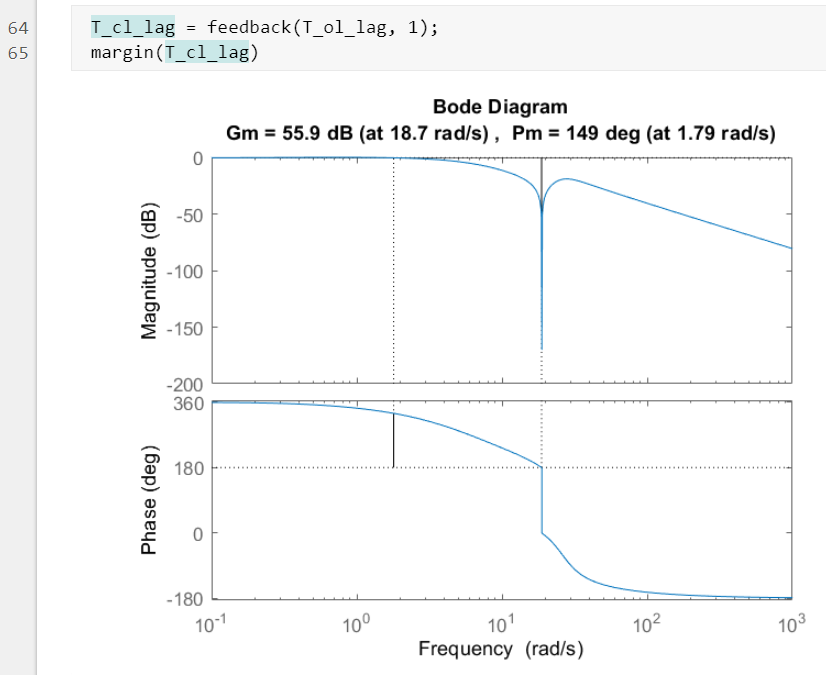 64 T_cl_lag = feedback(T_ol_lag, 1);
65 margin(T_cl_lag)
Bode Diagram
Gm = 55.9 dB (at 18.7 rad/s) , Pm = 149 deg (at 1.79 rad/s)
Magnitude (dB)
0
-50
-100
-150
-200
Phase (deg)
360
180
0
-180
10^-1 10^0 10^1 10^2 10^3
Frequency (rad/s)